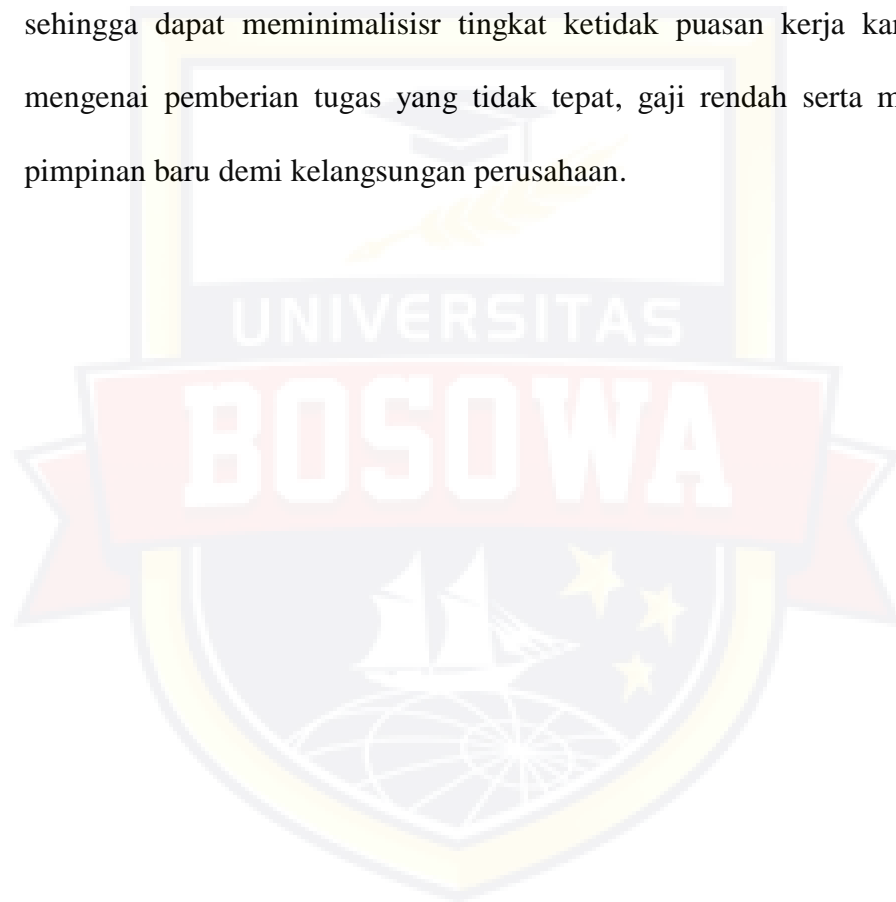 sehingga dapat meminimalisisr tingkat ketidak puasan kerja
mengenai pemberian tugas yang tidak tepat, gaji rendah serta
pimpinan baru demi kelangsungan perusahaan.
UNIVERSITAS
BOSOWA